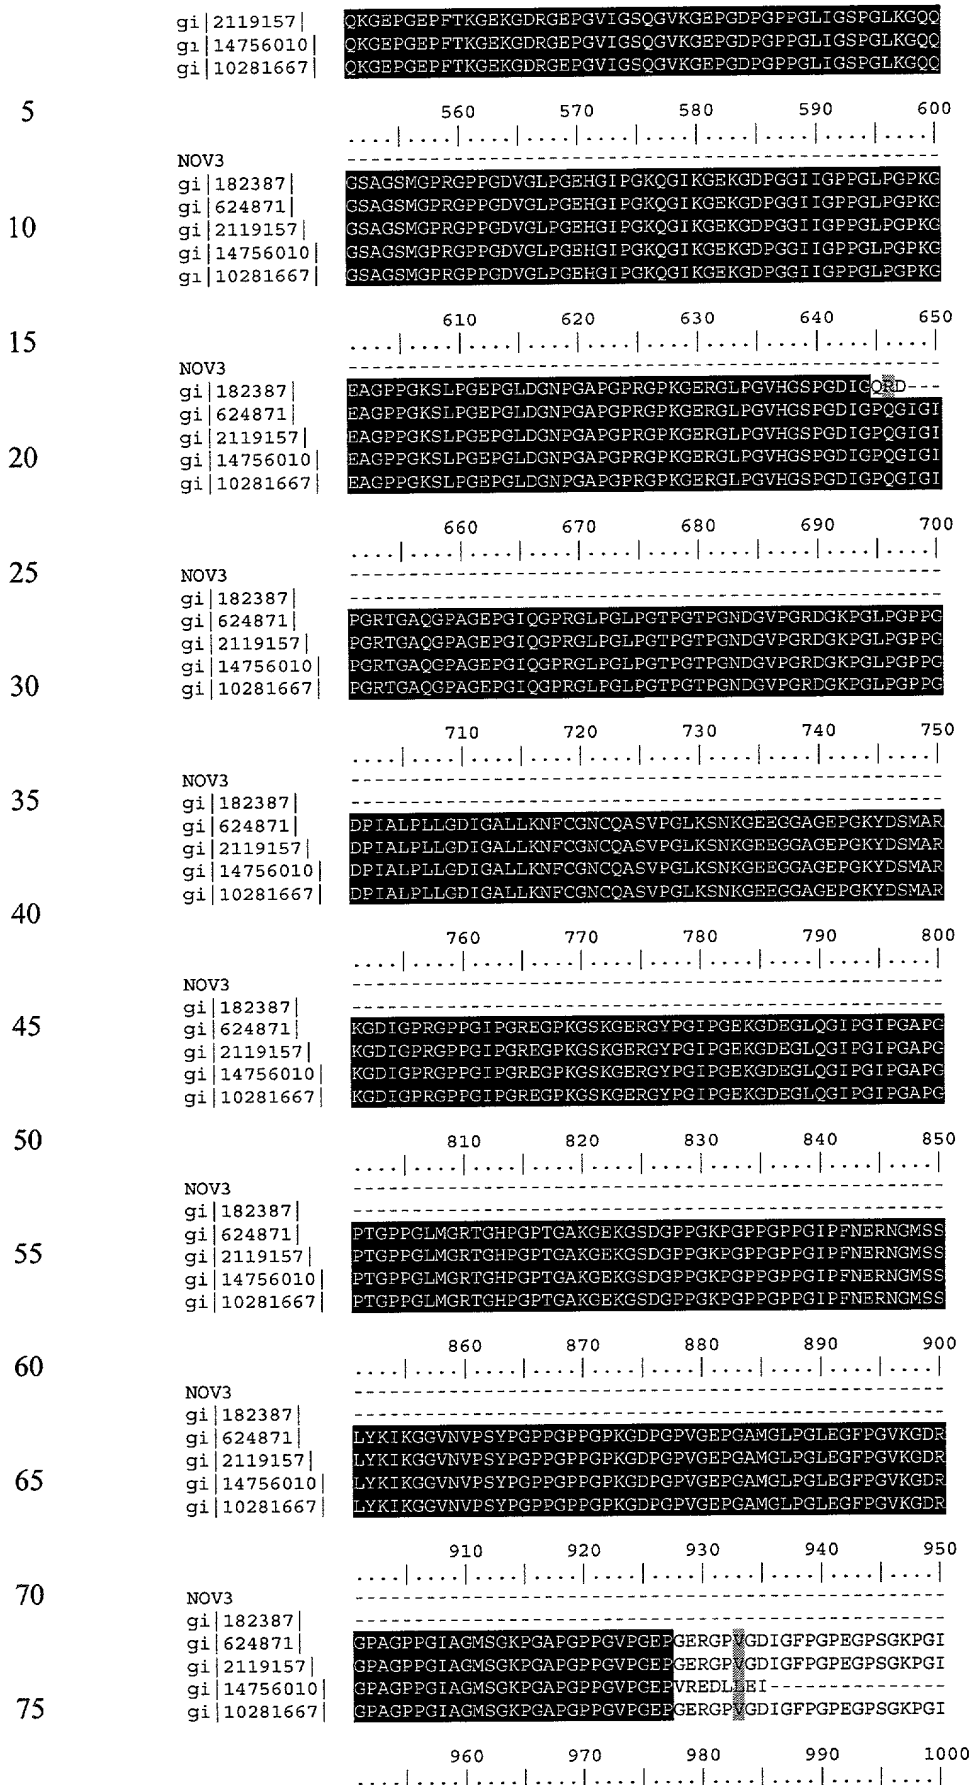 gi|2119157| QKGEPGEPFTKGEKGDRGEPGVIGSQGVKGEPGDPGPPGLIGSPGLKGQQ
gi|14756010| QKGEPGEPFTKGEKGDRGEPGVIGSQGVKGEPGDPGPPGLIGSPGLKGQQ
gi|10281667| QKGEPGEPFTKGEKGDRGEPGVIGSQGVKGEPGDPGPPGLIGSPGLKGQQ
5 560 570 580 590 600
....|....|....|....|....|....|....|....|....|....|
NOV3 --------------------------------------------------
gi|182387| GSAGSMGPRGPPGDVGLPGEHGIPGKQGIKGEKGDPGGIIGPPGLPGPKG
gi|624871| GSAGSMGPRGPPGDVGLPGEHGIPGKQGIKGEKGDPGGIIGPPGLPGPKG
10 gi|2119157| GSAGSMGPRGPPGDVGLPGEHGIPGKQGIKGEKGDPGGIIGPPGLPGPKG
gi|14756010| GSAGSMGPRGPPGDVGLPGEHGIPGKQGIKGEKGDPGGIIGPPGLPGPKG
gi|10281667| GSAGSMGPRGPPGDVGLPGEHGIPGKQGIKGEKGDPGGIIGPPGLPGPKG
15 610 620 630 640 650
....|....|....|....|....|....|....|....|....|....|
NOV3 --------------------------------------------------
gi|182387| EAGPPGKSLPGEPGLDGNPGAPGPRGPKGERGLPGVHGSPGDIGQRD---
gi|624871| EAGPPGKSLPGEPGLDGNPGAPGPRGPKGERGLPGVHGSPGDIGPQGIGI
gi|2119157| EAGPPGKSLPGEPGLDGNPGAPGPRGPKGERGLPGVHGSPGDIGPQGIGI
20 gi|14756010| EAGPPGKSLPGEPGLDGNPGAPGPRGPKGERGLPGVHGSPGDIGPQGIGI
gi|10281667| EAGPPGKSLPGEPGLDGNPGAPGPRGPKGERGLPGVHGSPGDIGPQGIGI
660 670 680 690 700
....|....|....|....|....|....|....|....|....|....|
25 NOV3 --------------------------------------------------
gi|182387| --------------------------------------------------
gi|624871| PGRTGAQGPAGEPGIQGPRGLPGLPGTPGTPGNDGVPGRDGKPGLPGPPG
gi|2119157| PGRTGAQGPAGEPGIQGPRGLPGLPGTPGTPGNDGVPGRDGKPGLPGPPG
gi|14756010| PGRTGAQGPAGEPGIQGPRGLPGLPGTPGTPGNDGVPGRDGKPGLPGPPG
30 gi|10281667| PGRTGAQGPAGEPGIQGPRGLPGLPGTPGTPGNDGVPGRDGKPGLPGPPG
710 720 730 740 750
....|....|....|....|....|....|....|....|....|....|
NOV3 --------------------------------------------------
35 gi|182387| --------------------------------------------------
gi|624871| DPIALPLLGDIGALLKNFCGNCQASVPGLKSNKGEEGGAGEPGKYDSMAR
gi|2119157| DPIALPLLGDIGALLKNFCGNCQASVPGLKSNKGEEGGAGEPGKYDSMAR
gi|14756010| DPIALPLLGDIGALLKNFCGNCQASVPGLKSNKGEEGGAGEPGKYDSMAR
gi|10281667| DPIALPLLGDIGALLKNFCGNCQASVPGLKSNKGEEGGAGEPGKYDSMAR
40
760 770 780 790 800
....|....|....|....|....|....|....|....|....|....|
NOV3 --------------------------------------------------
gi|182387| --------------------------------------------------
45 gi|624871| KGDIGPRGPPGIPGREGPKGSKGERGYPGIPGEKGDEGLQGIPGIPGAPG
gi|2119157| KGDIGPRGPPGIPGREGPKGSKGERGYPGIPGEKGDEGLQGIPGIPGAPG
gi|14756010| KGDIGPRGPPGIPGREGPKGSKGERGYPGIPGEKGDEGLQGIPGIPGAPG
gi|10281667| KGDIGPRGPPGIPGREGPKGSKGERGYPGIPGEKGDEGLQGIPGIPGAPG
50 810 820 830 840 850
....|....|....|....|....|....|....|....|....|....|
NOV3 --------------------------------------------------
gi|182387| --------------------------------------------------
55 gi|624871| PTGPPGLMGRTGHPGPTGAKGEKGSDGPPGKPGPPGPPGIPFNERNGMSS
gi|2119157| PTGPPGLMGRTGHPGPTGAKGEKGSDGPPGKPGPPGPPGIPFNERNGMSS
gi|14756010| PTGPPGLMGRTGHPGPTGAKGEKGSDGPPGKPGPPGPPGIPFNERNGMSS
gi|10281667| PTGPPGLMGRTGHPGPTGAKGEKGSDGPPGKPGPPGPPGIPFNERNGMSS
60 860 870 880 890 900
....|....|....|....|....|....|....|....|....|....|
NOV3 --------------------------------------------------
gi|182387| --------------------------------------------------
gi|624871| LYKIKGGVNVPSYPGPPGPPGPKGDPGPVGEPGAMGLPGLEGFPGVKGDR
65 gi|2119157| LYKIKGGVNVPSYPGPPGPPGPKGDPGPVGEPGAMGLPGLEGFPGVKGDR
gi|14756010| LYKIKGGVNVPSYPGPPGPPGPKGDPGPVGEPGAMGLPGLEGFPGVKGDR
gi|10281667| LYKIKGGVNVPSYPGPPGPPGPKGDPGPVGEPGAMGLPGLEGFPGVKGDR
910 920 930 940 950
....|....|....|....|....|....|....|....|....|....|
70 NOV3 --------------------------------------------------
gi|182387| --------------------------------------------------
gi|624871| GPAGPPGIAGMSGKPGAPGPPGVPGEPGERGPVGDIGFPGPEGPSGKPGI
gi|2119157| GPAGPPGIAGMSGKPGAPGPPGVPGEPGERGPVGDIGFPGPEGPSGKPGI
gi|14756010| GPAGPPGIAGMSGKPGAPGPPGVPGEPVREDLLEI---------------
75 gi|10281667| GPAGPPGIAGMSGKPGAPGPPGVPGEPGERGPVGDIGFPGPEGPSGKPGI
960 970 980 990 1000
....|....|....|....|....|....|....|....|....|....|